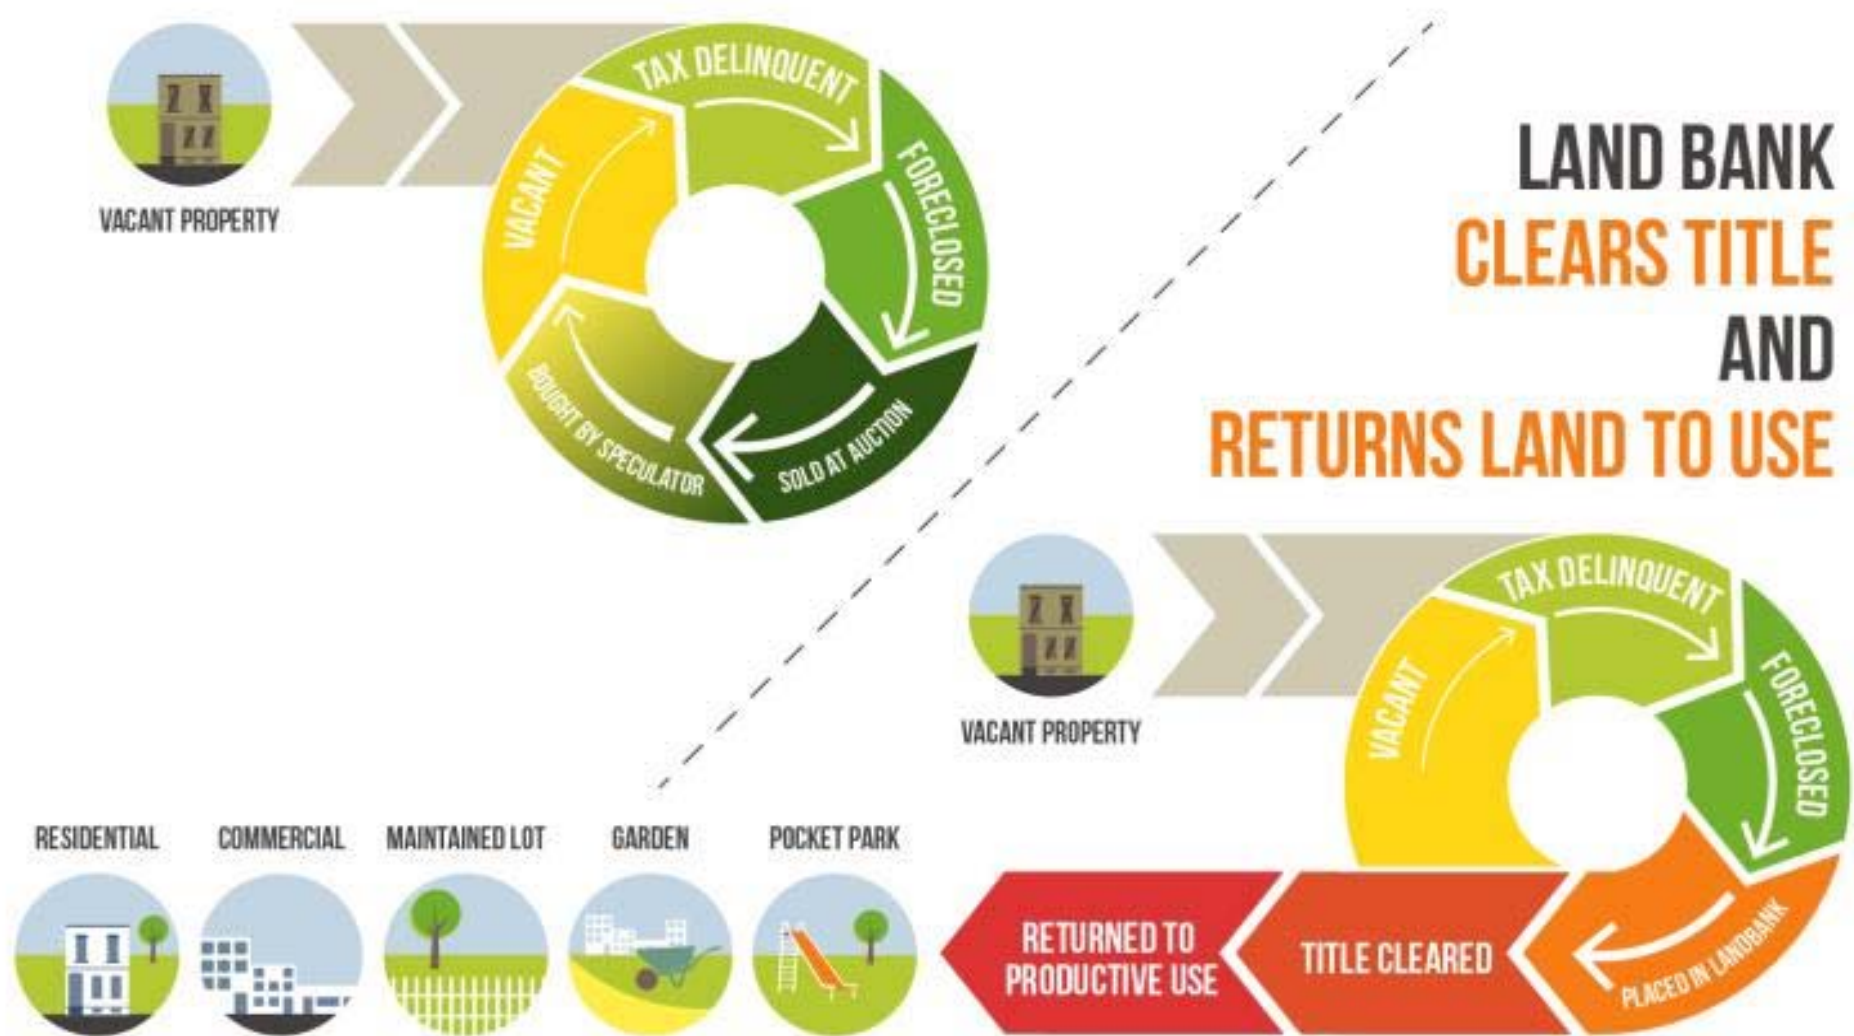 VACANT PROPERTY
TAX DELINQUENT
FORECLOSED
SOLD AT AUCTION
BOUGHT BY SPECULATOR
VACANT
LAND BANK
CLEARS TITLE
AND
RETURNS LAND TO USE
VACANT PROPERTY
TAX DELINQUENT
FORECLOSED
PLACED IN LANDBANK
VACANT
TITLE CLEARED
RETURNED TO
PRODUCTIVE USE
RESIDENTIAL
COMMERCIAL
MAINTAINED LOT
GARDEN
POCKET PARK